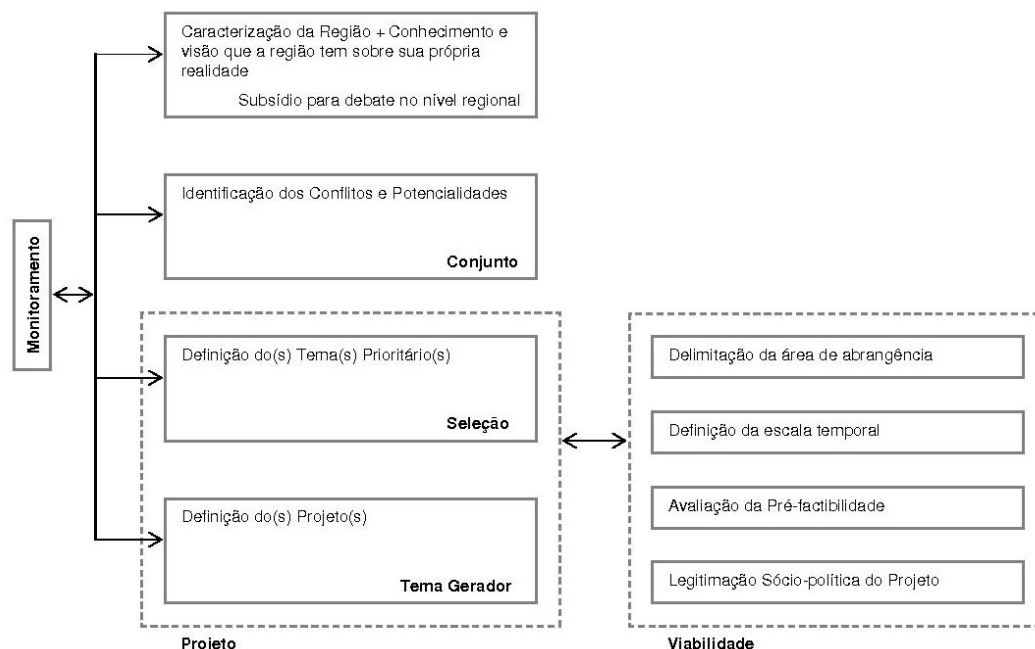 Caracterização da Região + Conhecimento e
visão que a região tem sobre sua própria
realidade
Subsídio para debate no nível regional
Identificação dos Conflitos e Potencialidades
Conjunto
Monitoramento
Definição do(s) Tema(s) Prioritário(s)
Seleção
Definição do(s) Projeto(s)
Tema Gerador
Projeto
Delimitação da área de abrangência
Definição da escala temporal
Avaliação da Pré-factibilidade
Legitimação Sócio-política do Projeto
Viabilidade